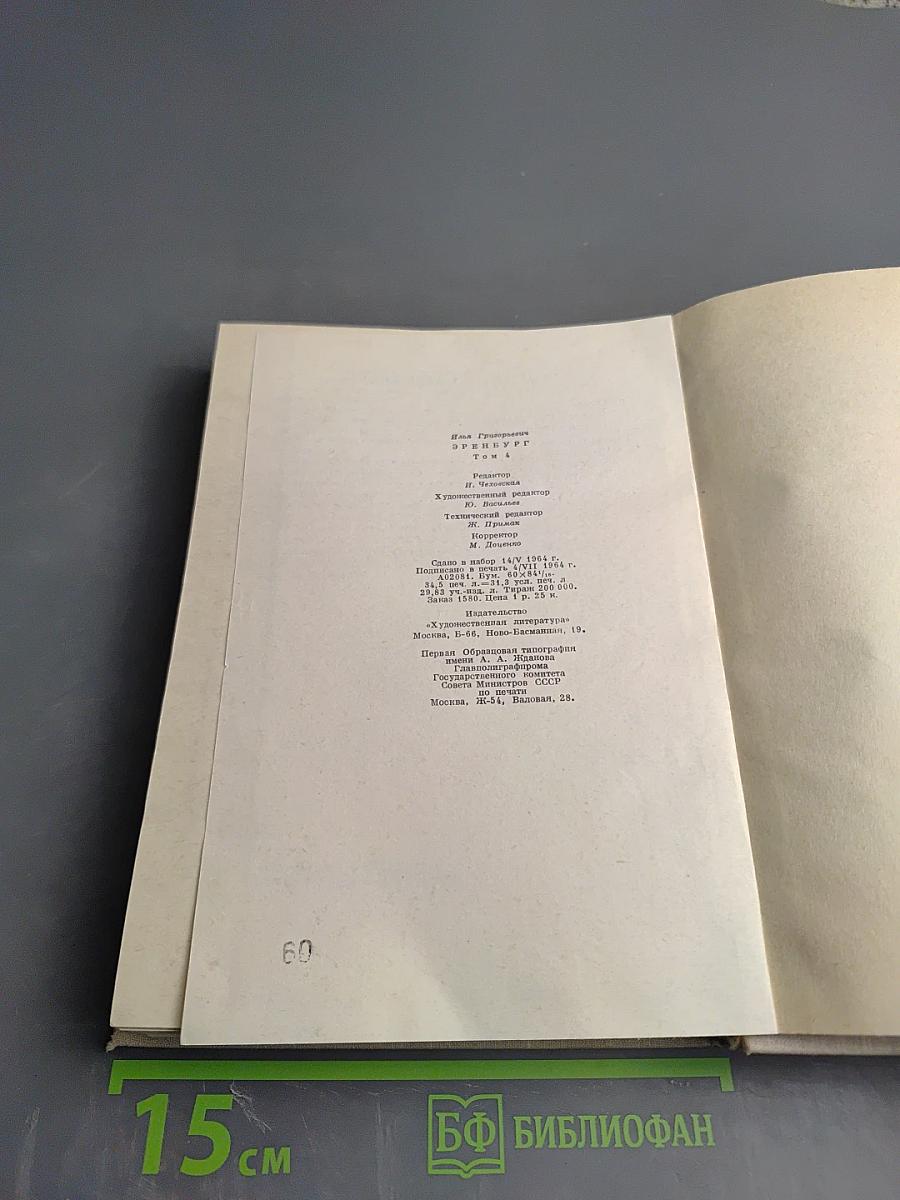 Илья Григорьевич
ЭРЕНБУРГ
Том 4
Редактор
И. Чеховская
Художественный редактор
Ю. Васильев
Технический редактор
Ж. Примак
Корректор
М. Доценко
Сдано в набор 14/V 1964 г.
Подписано в печать 4/VII 1964 г.
А02081. Бум. 60×84¹/₁₆.
34,5 печ. л.=31,3 усл. печ. л
29,83 уч.-изд. л. Тираж 200 000.
Заказ 1580. Цена 1 р. 25 к.
Издательство
«Художественная литература»
Москва, Б-66, Ново-Басманная, 19.
Первая Образцовая типография
имени А. А. Жданова
Главполиграфпрома
Государственного комитета
Совета Министров СССР
по печати
Москва, Ж-54, Валовая, 28.
60
15 см
БФ БИБЛИОФАН